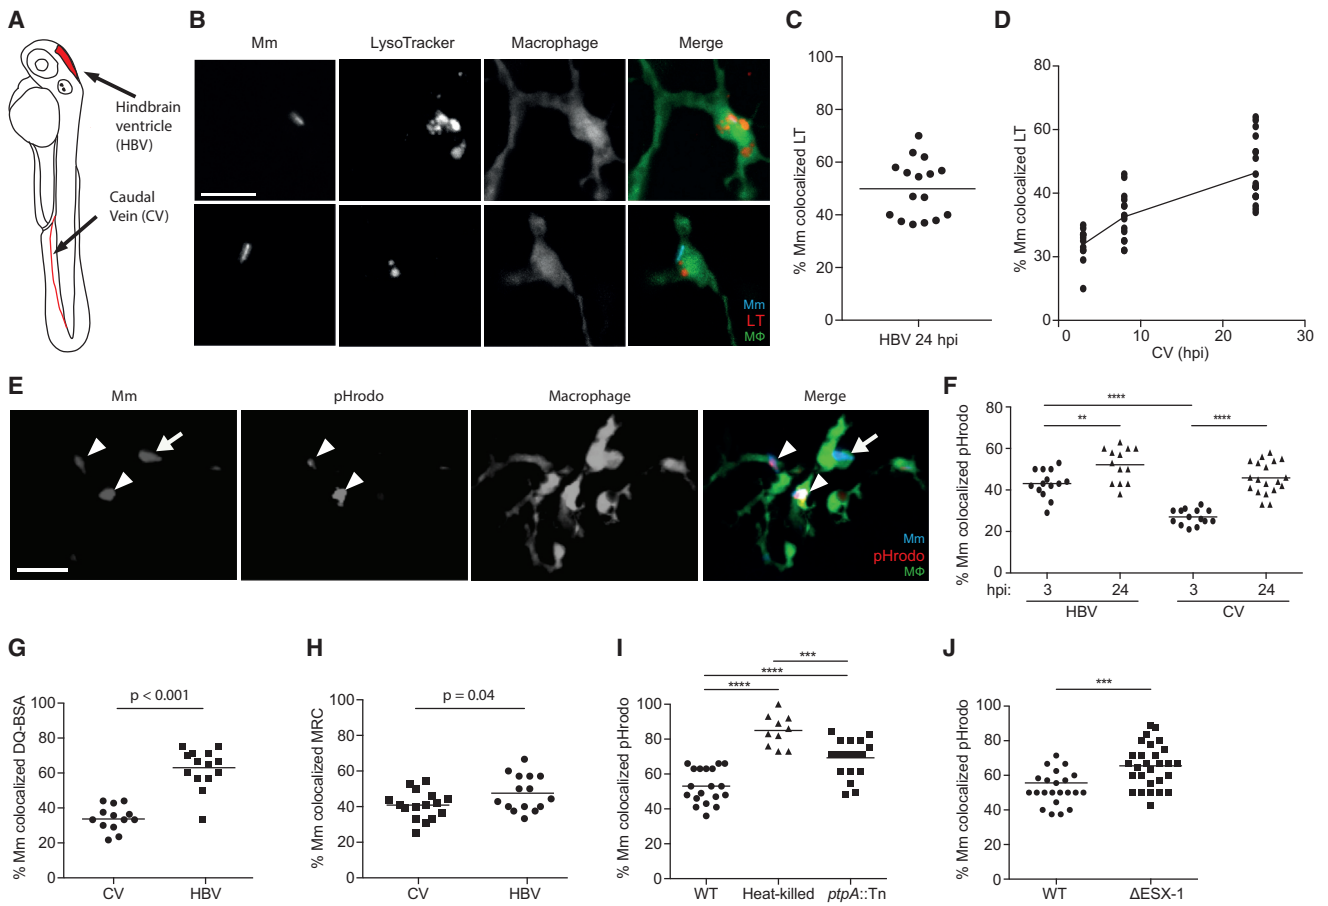 A
Hindbrain
ventricle
(HBV)
Caudal
Vein (CV)
B
Mm LysoTracker Macrophage Merge
Mm
LT
MΦ
C
% Mm colocalized LT
100
80
60
40
20
0
HBV 24 hpi
D
% Mm colocalized LT
80
60
40
30
0
0 10 20 30
CV (hpi)
E
Mm pHrodo Macrophage Merge
Mm
pHrodo
MΦ
F
% Mm colocalized pHrodo
80
60
40
20
0
****
** ****
hpi: 3 24 3 24
HBV CV
G
% Mm colocalized DQ-BSA
100
80
60
40
20
0
p < 0.001
CV HBV
H
% Mm colocalized MRC
100
80
60
40
20
0
p = 0.04
CV HBV
I
% Mm colocalized pHrodo
100
80
60
40
20
0
***
****
****
WT Heat-killed ptpA::Tn
J
% Mm colocalized pHrodo
100
80
60
40
20
0
***
WT ΔESX-1